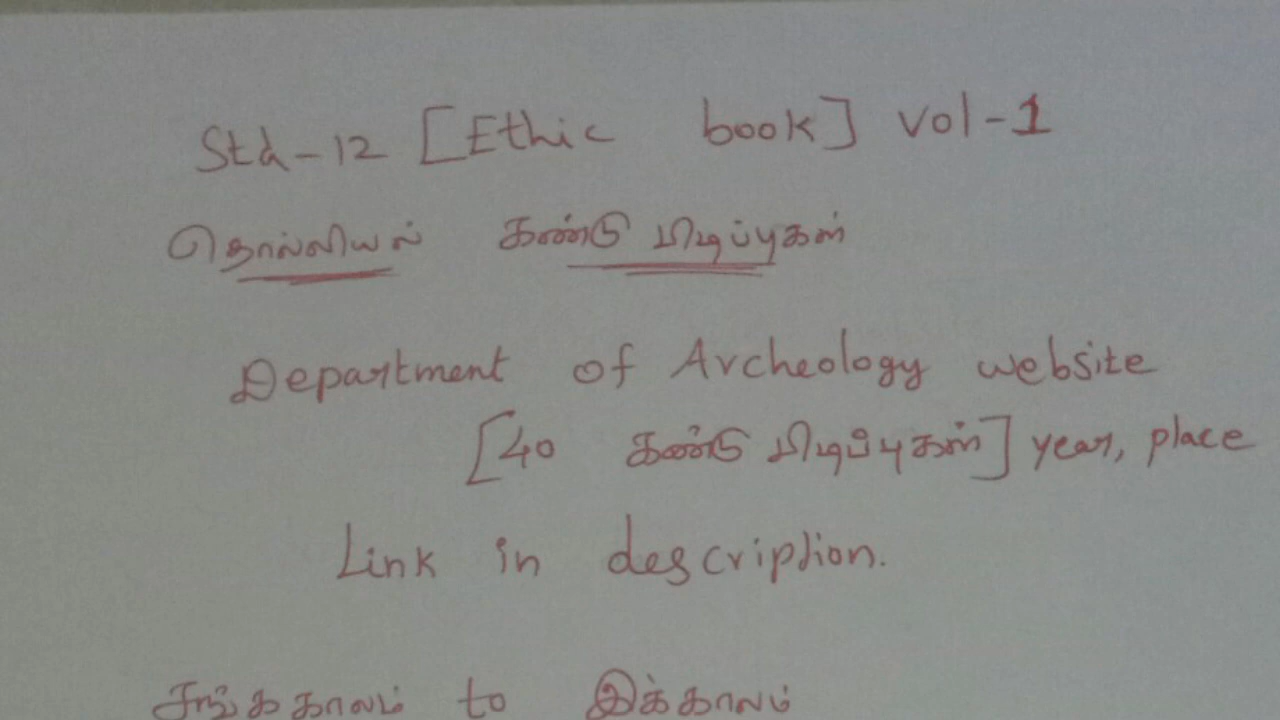 Std-12 [Ethic book] vol-1
தொல்லியல் கண்டு பிடிப்புகள்
Department of Archeology website
[40 கண்டு பிடிப்புகள்] year, place
Link in description.
சங்ககாலம் to இக்காலம்